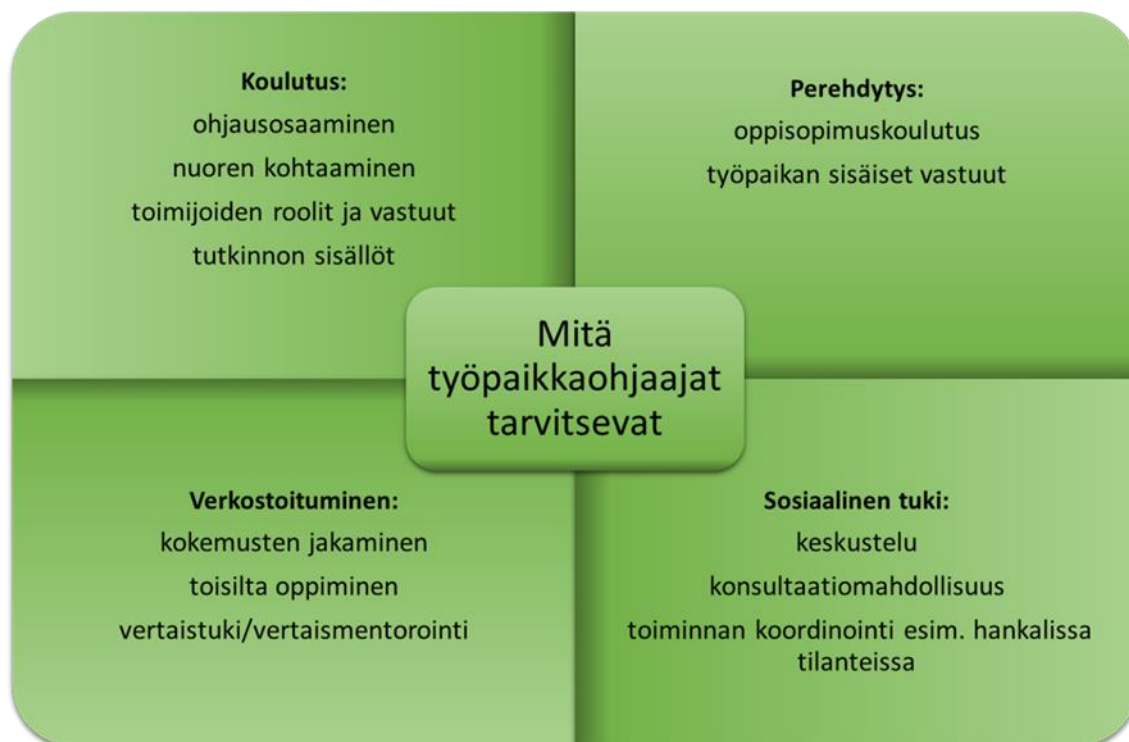 Koulutus:
ohjausosaaminen
nuoren kohtaaminen
toimijoiden roolit ja vastuut
tutkinnon sisällöt
Perehdytys:
oppisopimuskoulutus
työpaikan sisäiset vastuut
Mitä
työpaikkaohjaajat
tarvitsevat
Verkostoituminen:
kokemusten jakaminen
toisilta oppiminen
vertaistuki/vertaismentorointi
Sosiaalinen tuki:
keskustelu
konsultaatiomahdollisuus
toiminnan koordinointi esim. hankalissa
tilanteissa